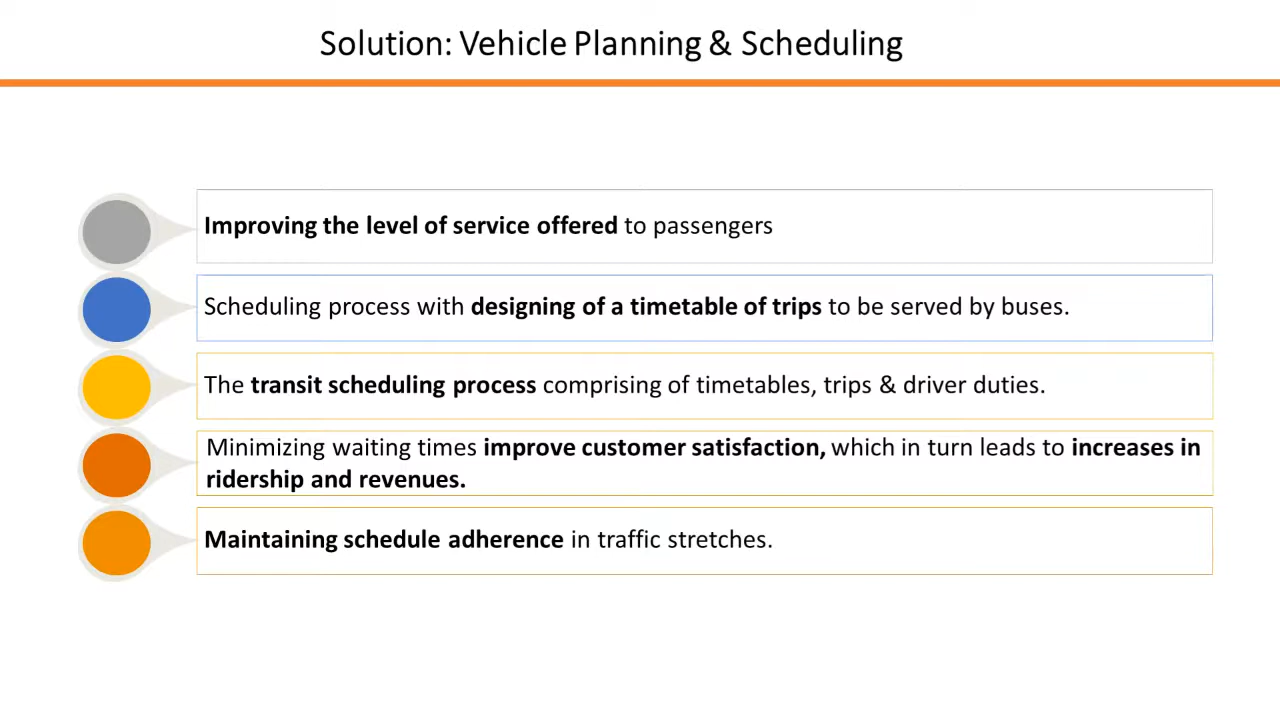 Solution: Vehicle Planning & Scheduling
Improving the level of service offered to passengers
Scheduling process with designing of a timetable of trips to be served by buses.
The transit scheduling process comprising of timetables, trips & driver duties.
Minimizing waiting times improve customer satisfaction, which in turn leads to increases in
ridership and revenues.
Maintaining schedule adherence in traffic stretches.